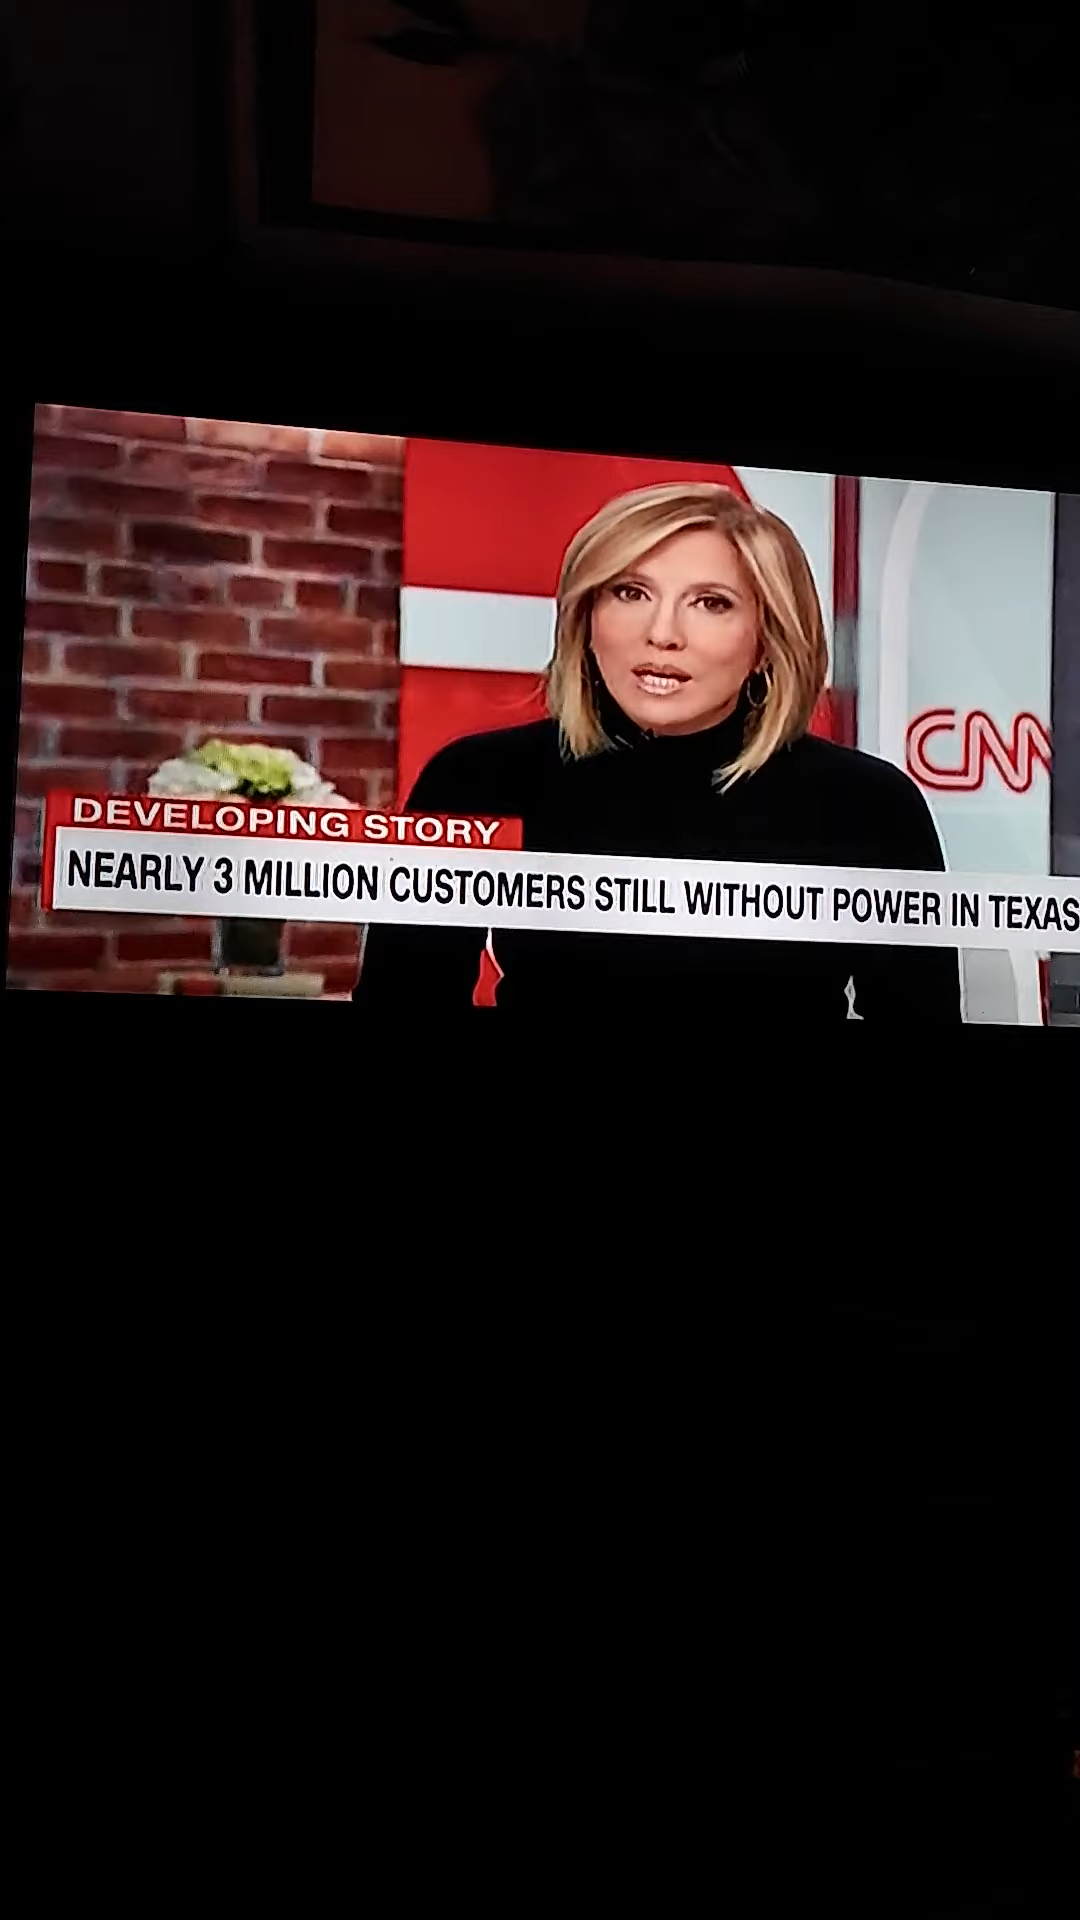 CNN
DEVELOPING STORY
NEARLY 3 MILLION CUSTOMERS STILL WITHOUT POWER IN TEXAS